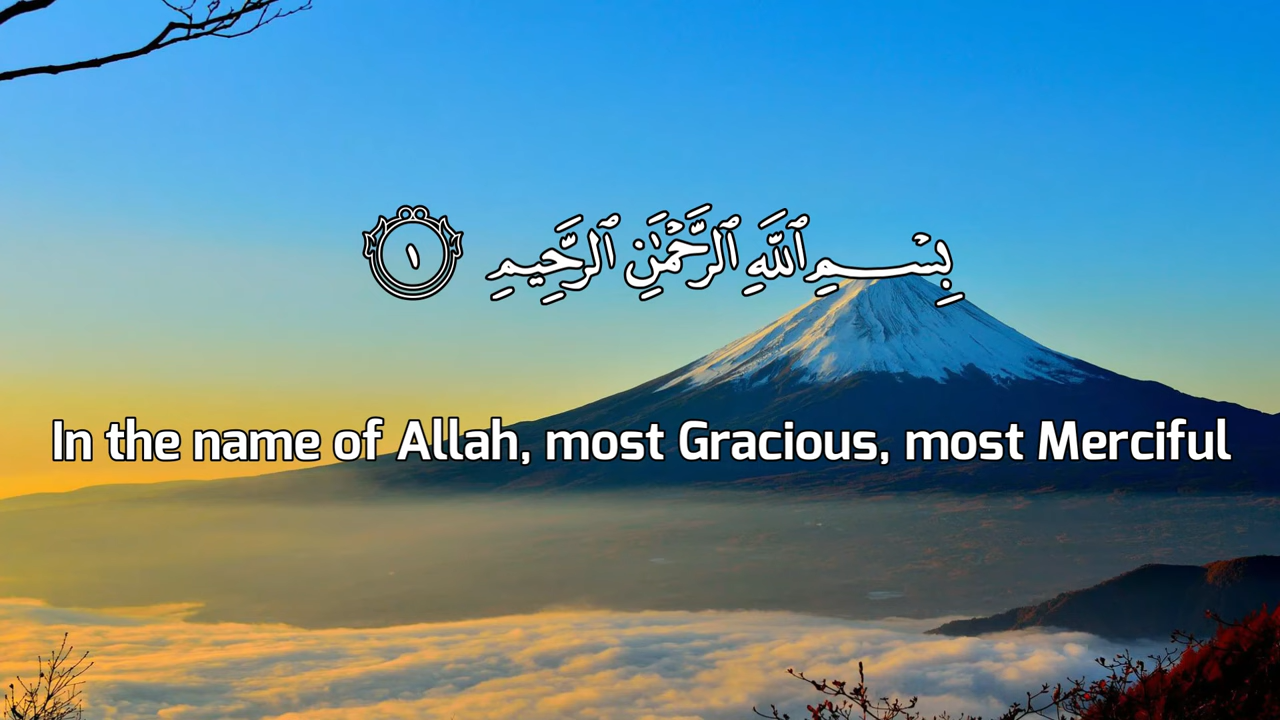 بِسْمِ ٱللَّهِ ٱلرَّحْمَـٰنِ ٱلرَّحِيمِ ١
In the name of Allah, most Gracious, most Merciful